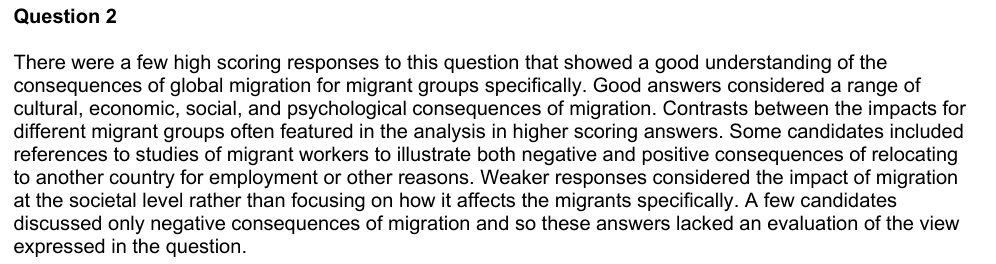 Question 2
There were a few high scoring responses to this question that showed a good understanding of the
consequences of global migration for migrant groups specifically. Good answers considered a range of
cultural, economic, social, and psychological consequences of migration. Contrasts between the impacts for
different migrant groups often featured in the analysis in higher scoring answers. Some candidates included
references to studies of migrant workers to illustrate both negative and positive consequences of relocating
to another country for employment or other reasons. Weaker responses considered the impact of migration
at the societal level rather than focusing on how it affects the migrants specifically. A few candidates
discussed only negative consequences of migration and so these answers lacked an evaluation of the view
expressed in the question.